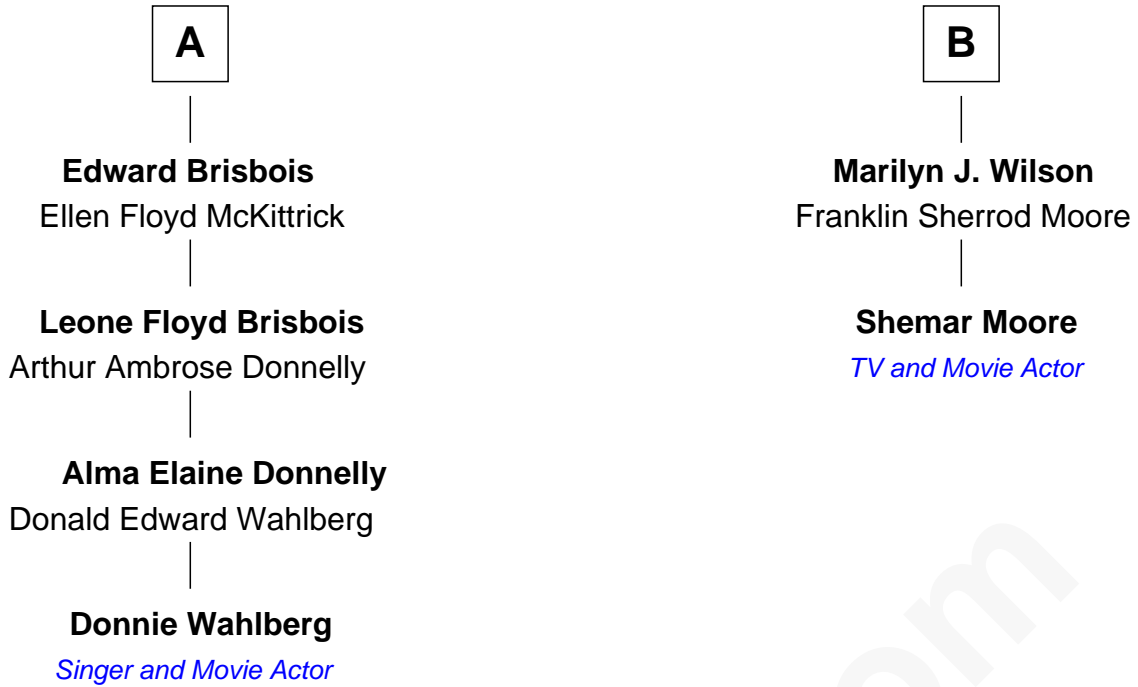 A
Edward Brisbois
Ellen Floyd McKittrick
Leone Floyd Brisbois
Arthur Ambrose Donnelly
Alma Elaine Donnelly
Donald Edward Wahlberg
Donnie Wahlberg
Singer and Movie Actor
B
Marilyn J. Wilson
Franklin Sherrod Moore
Shemar Moore
TV and Movie Actor
om